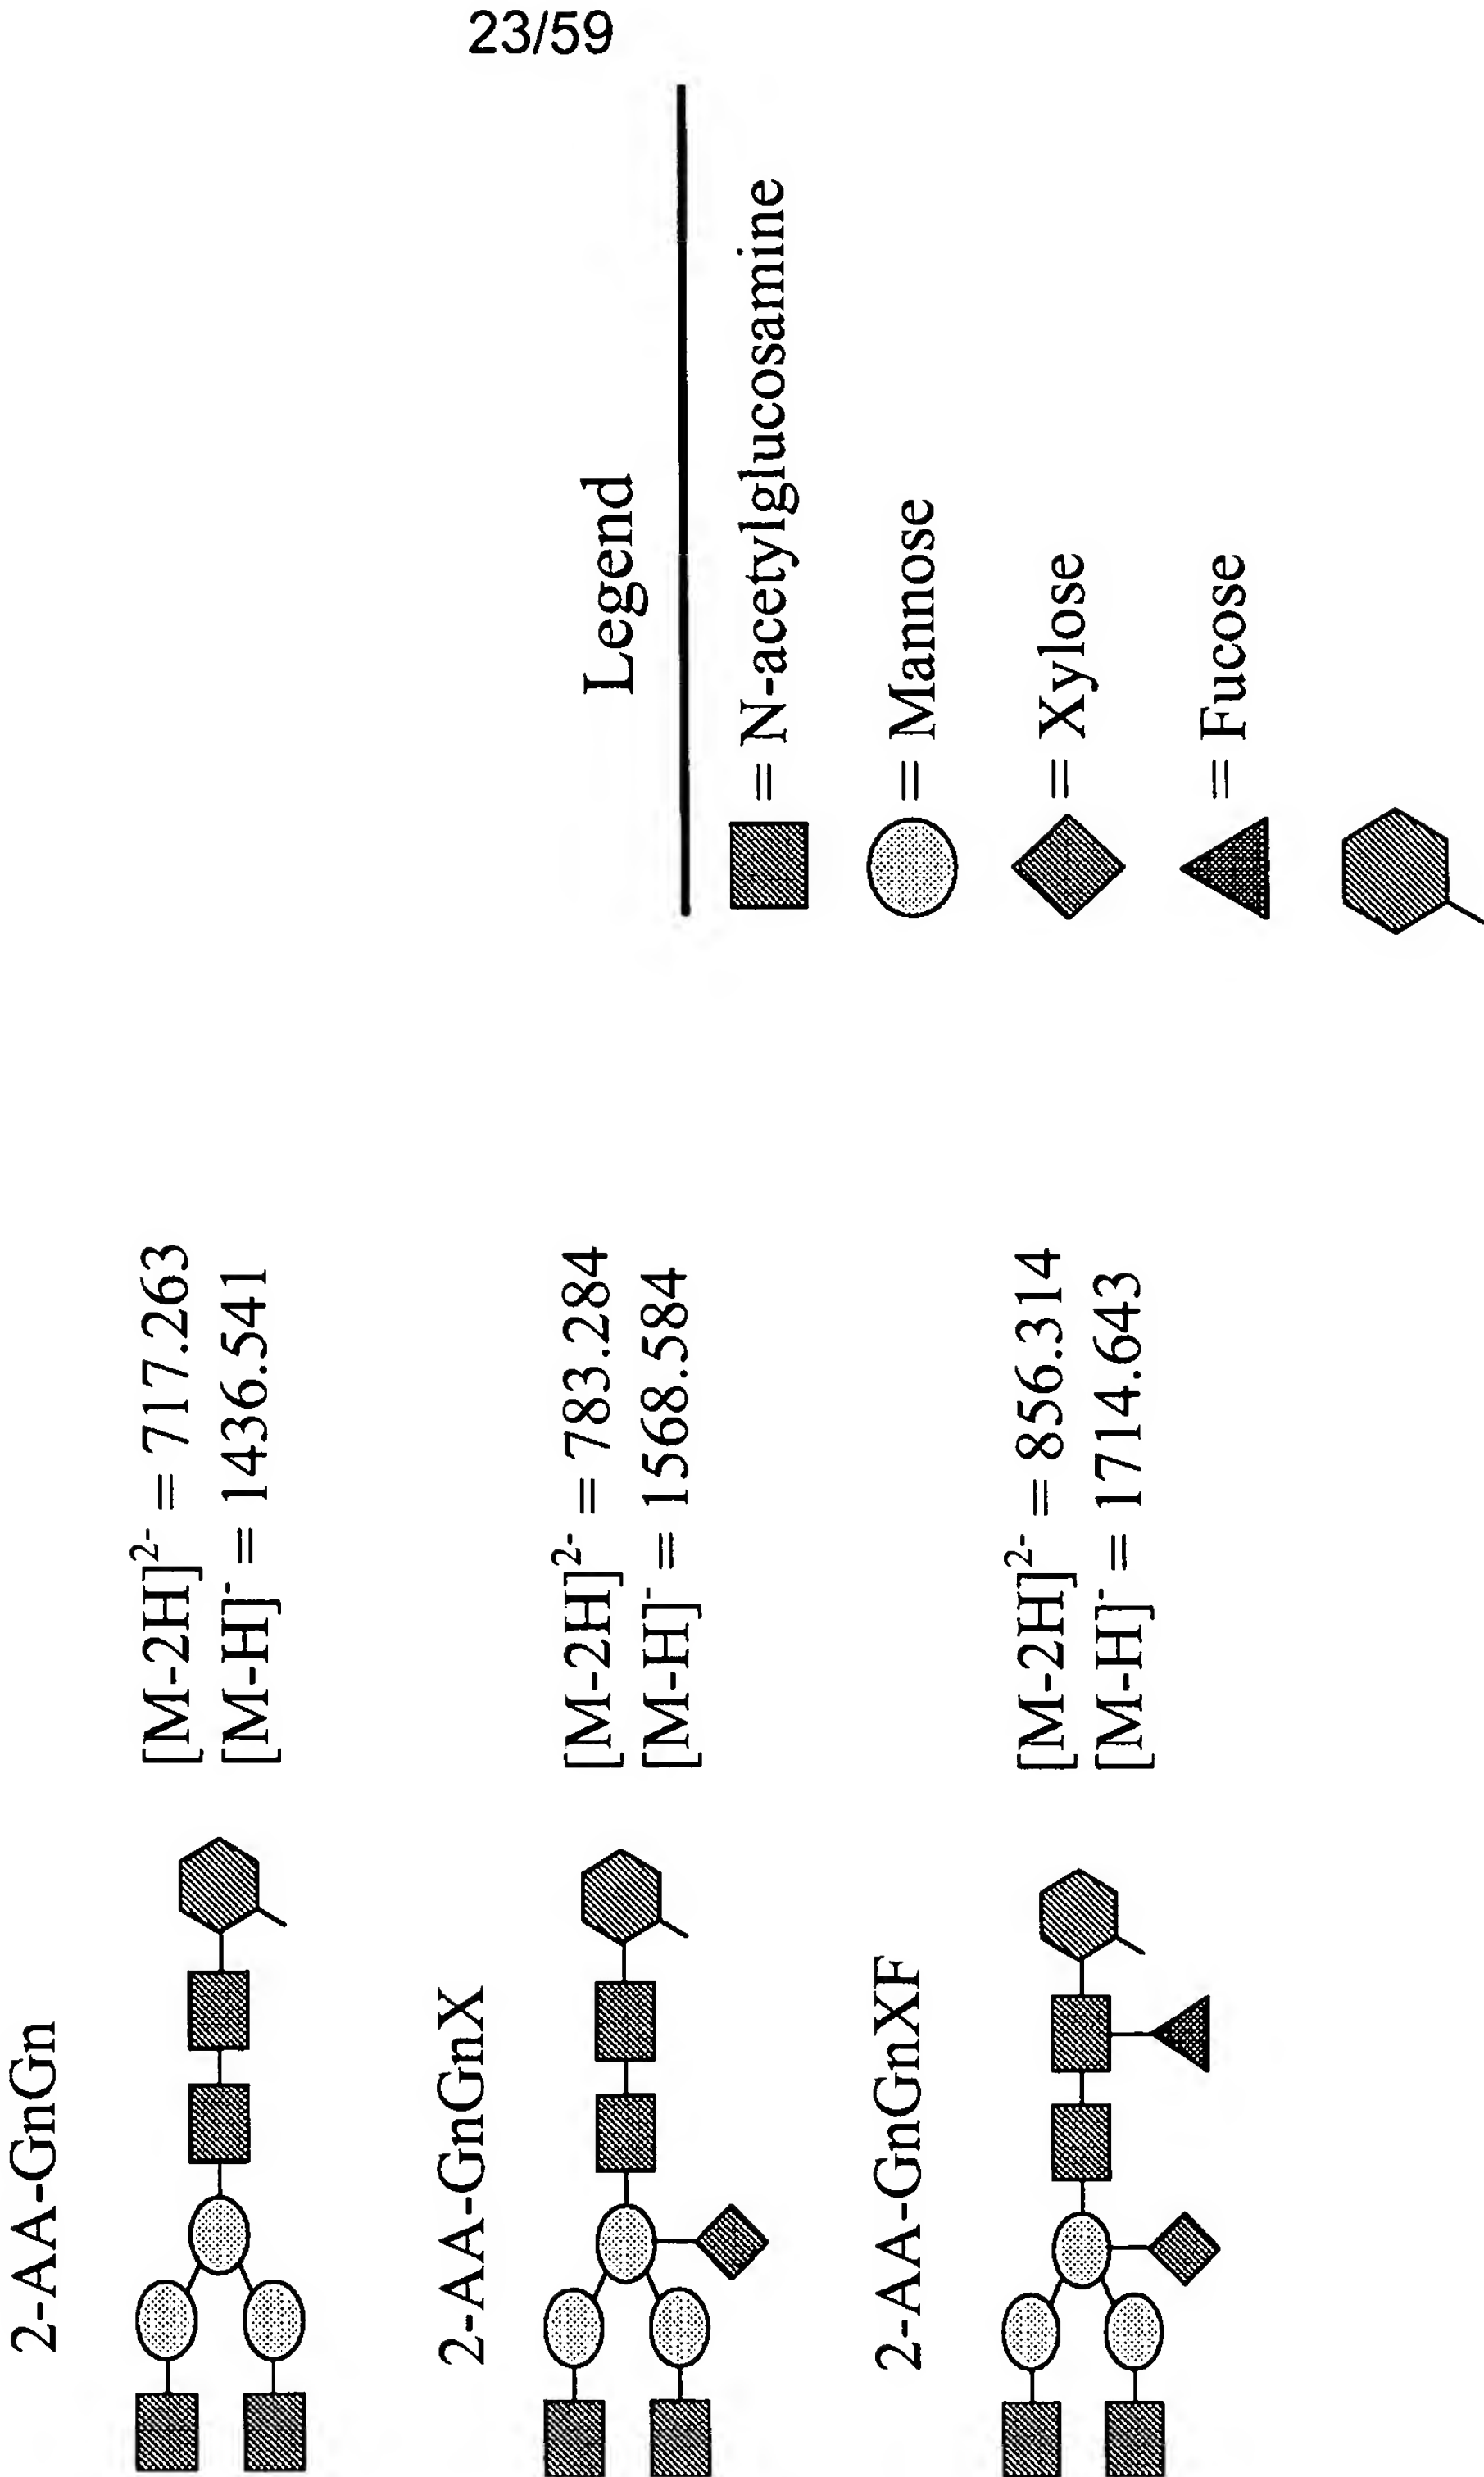 23/59
2-AA-GnGn
[M-2H]²⁻ = 717.263
[M-H]⁻ = 1436.541
2-AA-GnGnX
[M-2H]²⁻ = 783.284
[M-H]⁻ = 1568.584
2-AA-GnGnXF
[M-2H]²⁻ = 856.314
[M-H]⁻ = 1714.643
Legend
= N-acetylglucosamine
= Mannose
= Xylose
= Fucose